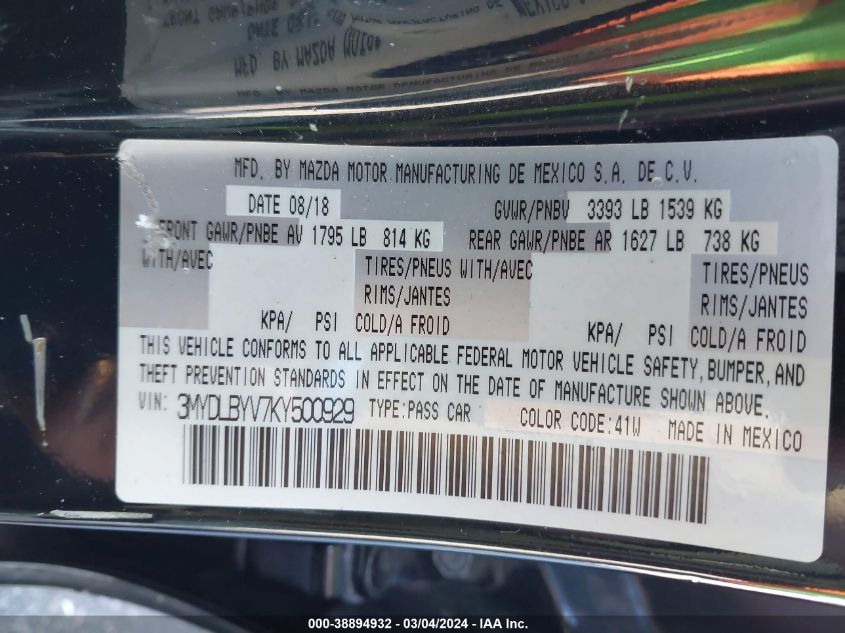 MFD. BY MAZDA MOTOR MANUFACTURING DE MEXICO S.A. DE C.V.
DATE 08/18 GVWR/PNBV 3393 LB 1539 KG
FRONT GAWR/PNBE AV 1795 LB 814 KG REAR GAWR/PNBE AR 1627 LB 738 KG
WITH/AVEC TIRES/PNEUS WITH/AVEC TIRES/PNEUS
RIMS/JANTES RIMS/JANTES
KPA/ PSI COLD/A FROID KPA/ PSI COLD/A FROID
THIS VEHICLE CONFORMS TO ALL APPLICABLE FEDERAL MOTOR VEHICLE SAFETY, BUMPER, AND
THEFT PREVENTION STANDARDS IN EFFECT ON THE DATE OF MANUFACTURE SHOWN ABOVE.
VIN: 3MYDLBYV7KY500929 TYPE:PASS CAR COLOR CODE:41W MADE IN MEXICO
000-38894932 - 03/04/2024 - IAA Inc.